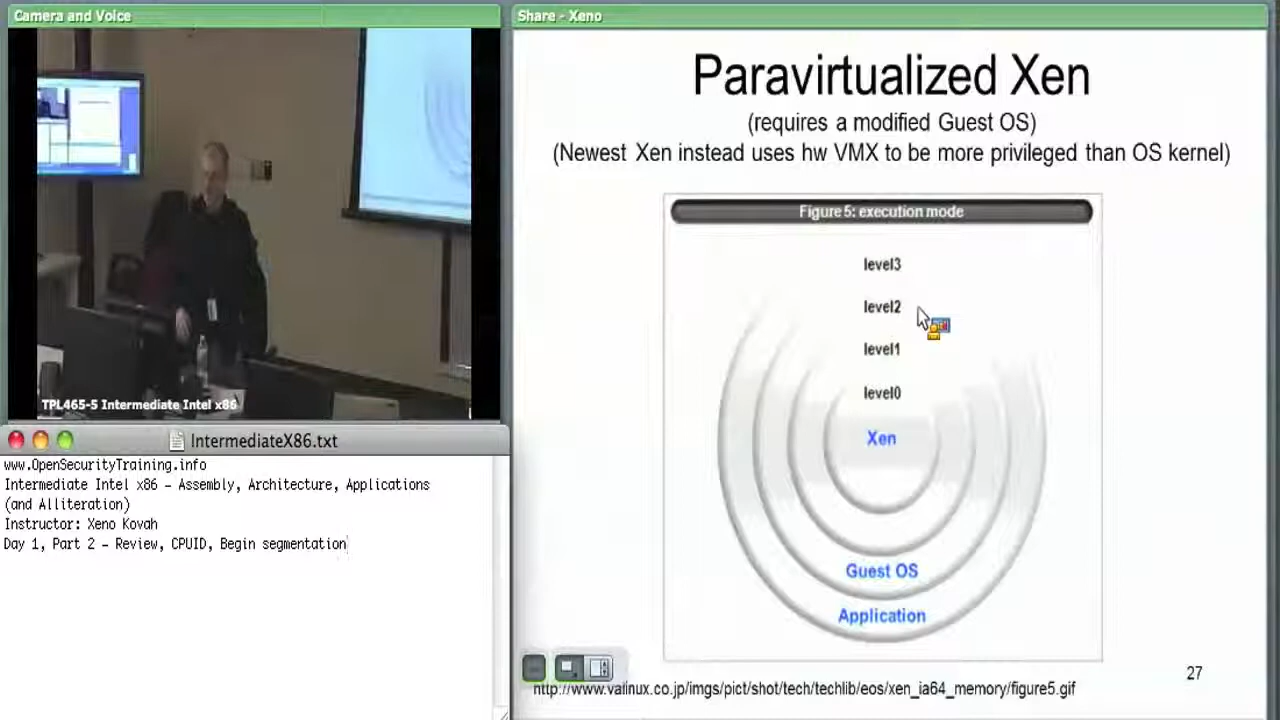 Camera and Voice
TPL465-5 Intermediate Intel x86
IntermediateX86.txt
www.OpenSecurityTraining.info
Intermediate Intel x86 – Assembly, Architecture, Applications
(and Alliteration)
Instructor: Xeno Kovah
Day 1, Part 2 – Review, CPUID, Begin segmentation
Share - Xeno
Paravirtualized Xen
(requires a modified Guest OS)
(Newest Xen instead uses hw VMX to be more privileged than OS kernel)
Figure 5: execution mode
level3
level2
level1
level0
Xen
Guest OS
Application
27
http://www.valinux.co.jp/imgs/pict/shot/tech/techlib/eos/xen_ia64_memory/figure5.gif